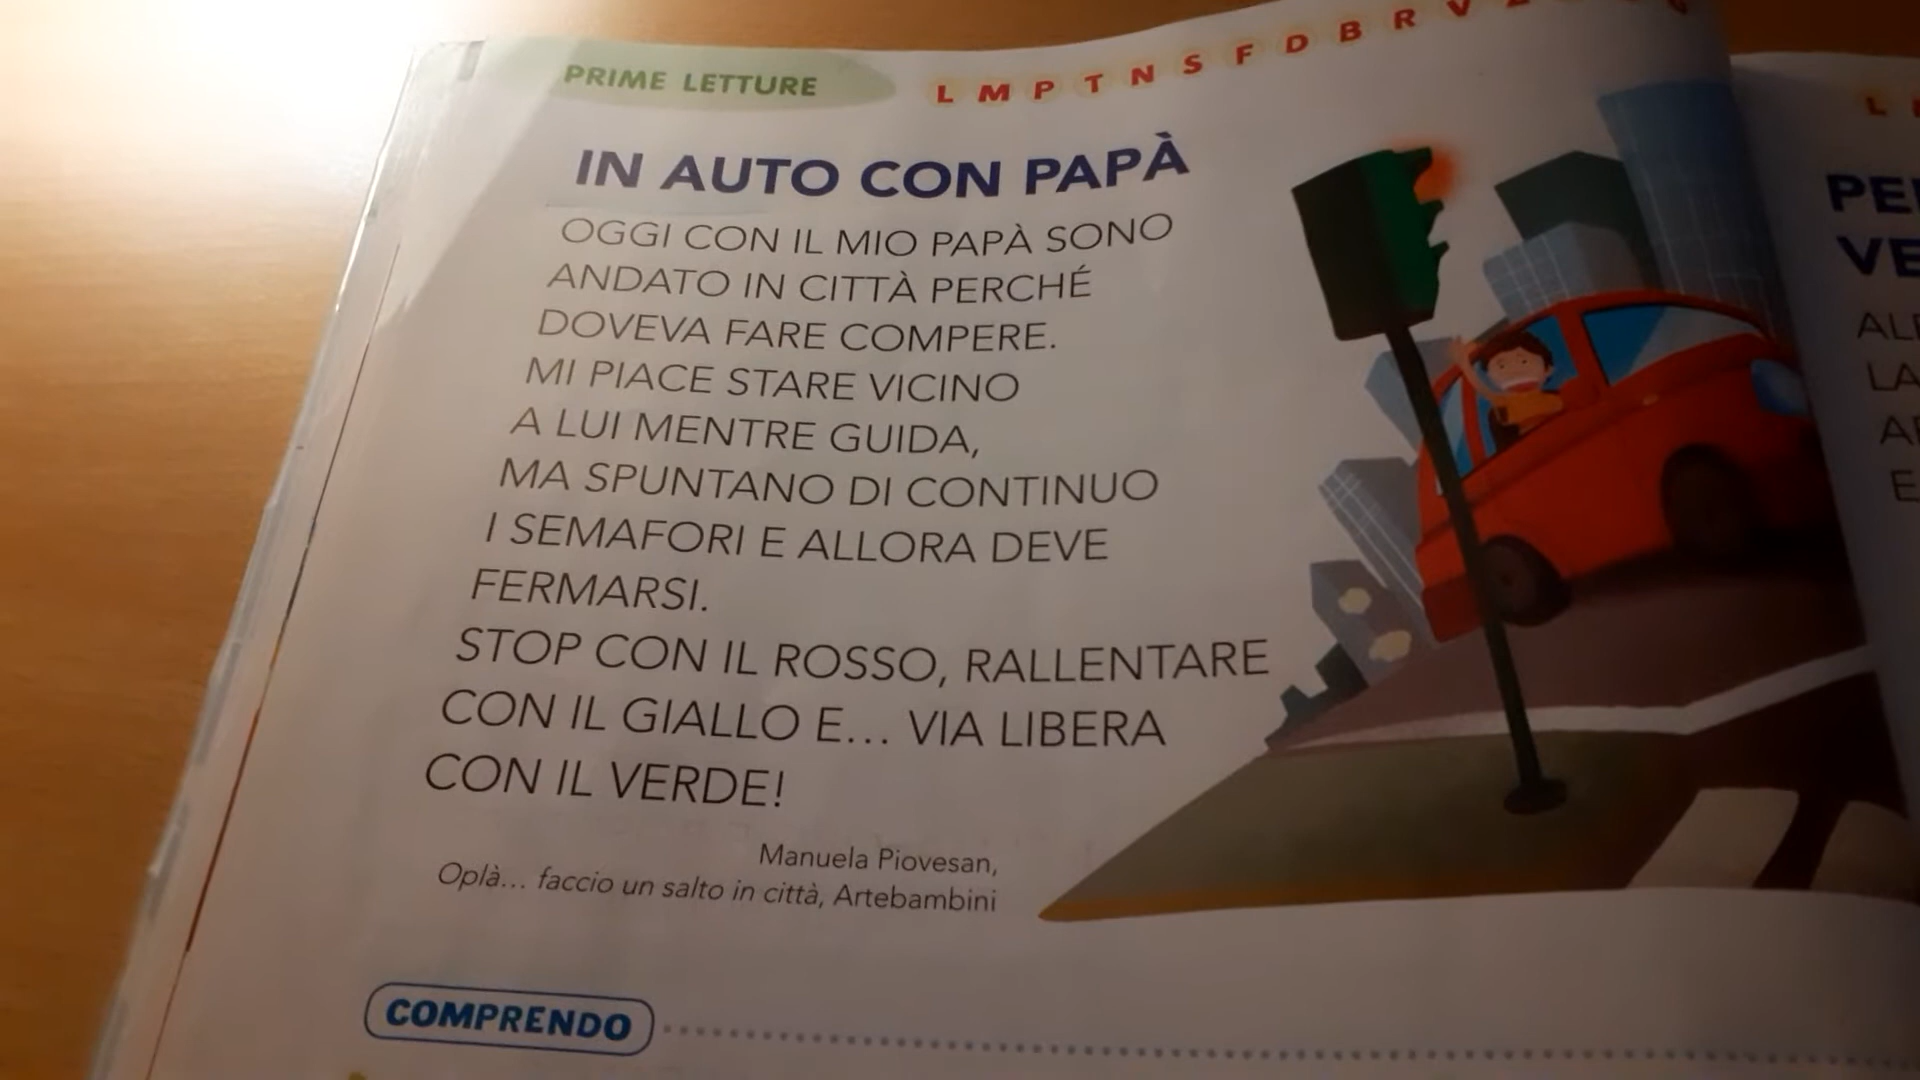 PRIME LETTURE
L M P T N S F D B R V
IN AUTO CON PAPÀ
OGGI CON IL MIO PAPÀ SONO
ANDATO IN CITTÀ PERCHÉ
DOVEVA FARE COMPERE.
MI PIACE STARE VICINO
A LUI MENTRE GUIDA,
MA SPUNTANO DI CONTINUO
I SEMAFORI E ALLORA DEVE
FERMARSI.
STOP CON IL ROSSO, RALLENTARE
CON IL GIALLO E... VIA LIBERA
CON IL VERDE!
Manuela Piovesan,
Oplà... faccio un salto in città, Artebambini
COMPRENDO